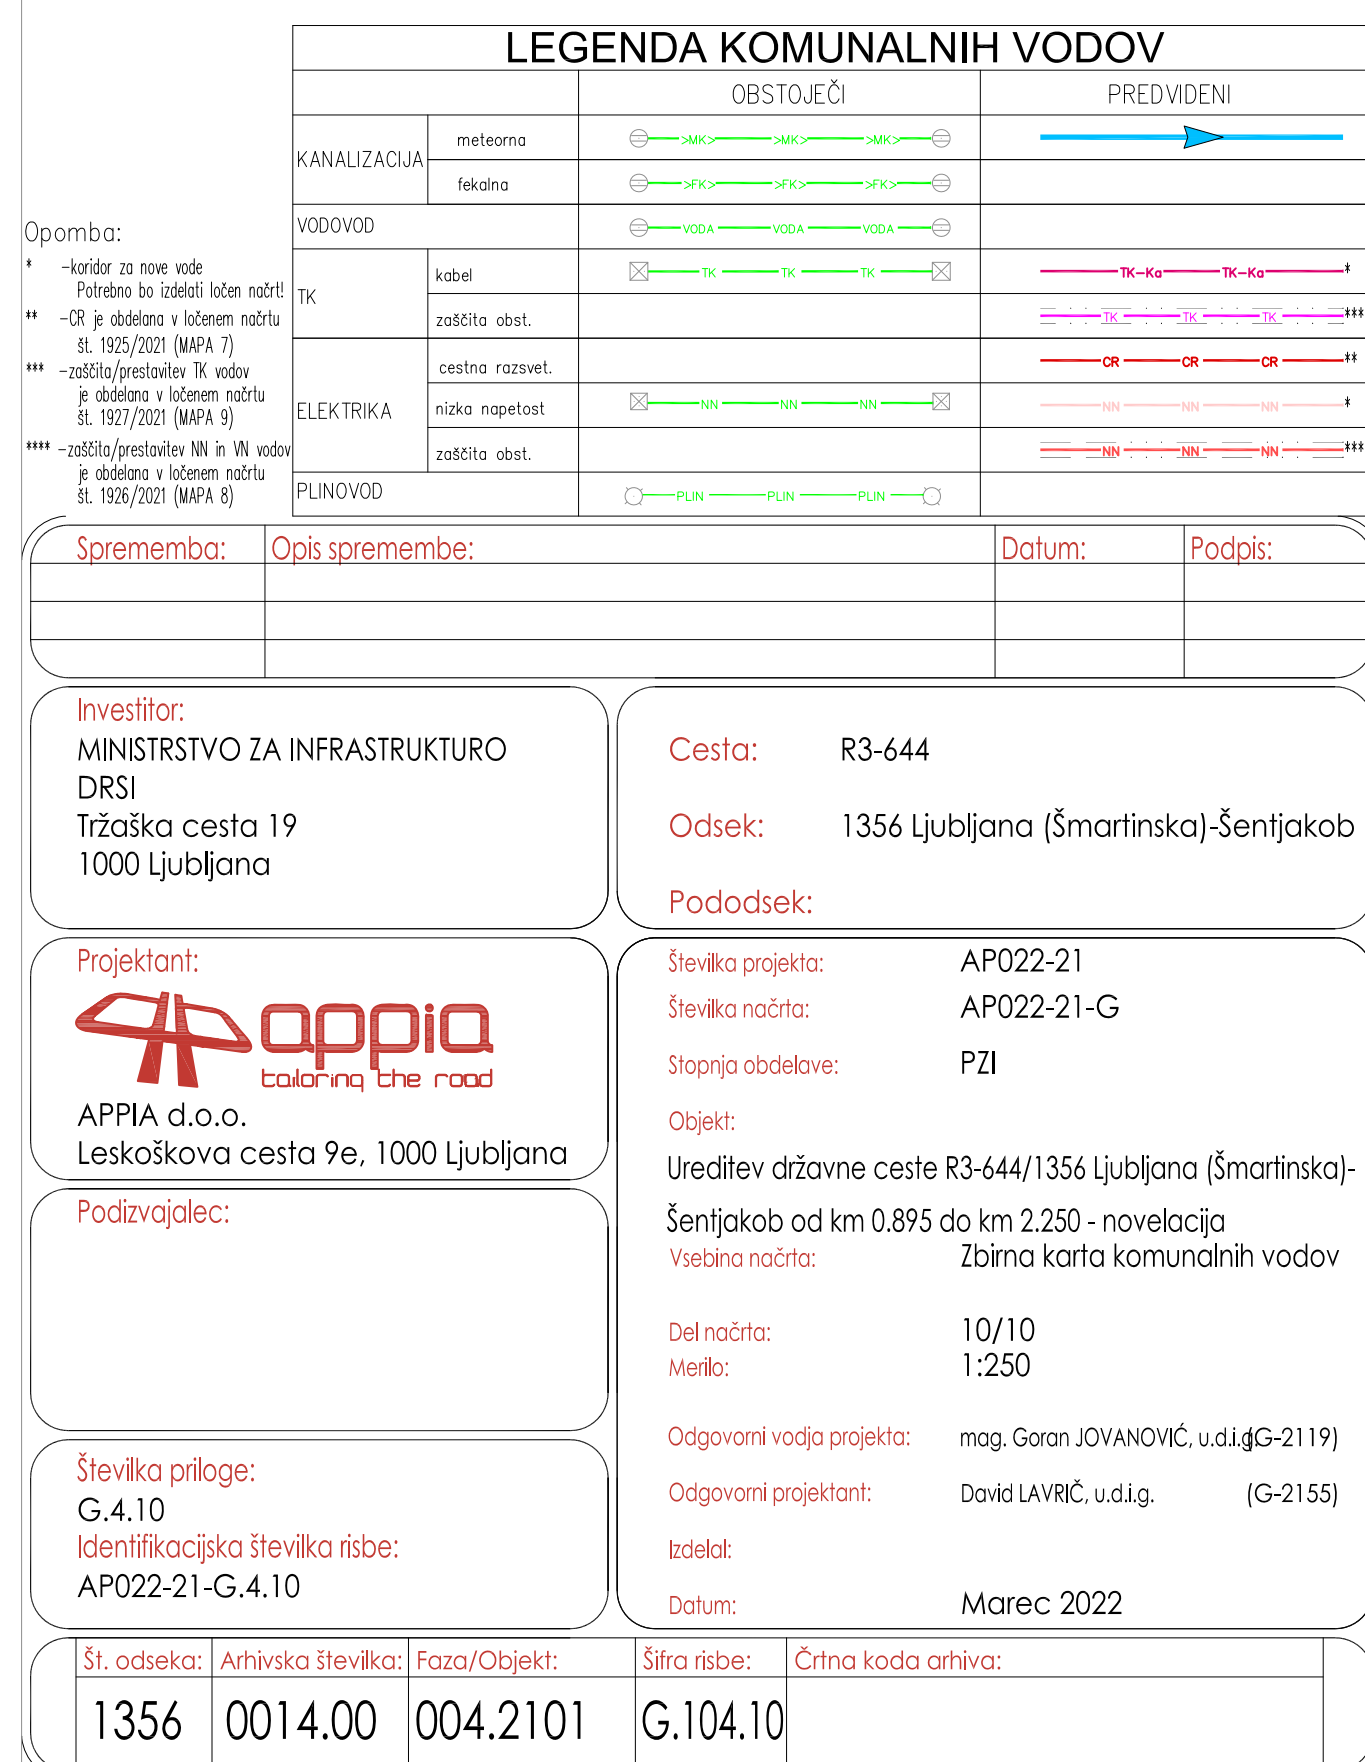 LEGENDA KOMUNALNIH VODOV
OBSTOJEČI PREDVIDENI
KANALIZACIJA meteorna >MK> >MK> >MK>
fekalna >FK> >FK> >FK>
VODOVOD VODA VODA VODA
TK kabel TK TK TK TK-Ka TK-Ka *
zaščita obst. TK TK TK ***
ELEKTRIKA cestna razsvet. CR CR CR **
nizka napetost NN NN NN NN NN NN *
zaščita obst. NN NN NN ***
PLINOVOD PLIN PLIN PLIN
Opomba:
* -koridor za nove vode
Potrebno bo izdelati ločen načrt!
** -CR je obdelana v ločenem načrtu
št. 1925/2021 (MAPA 7)
*** -zaščita/prestavitev TK vodov
je obdelana v ločenem načrtu
št. 1927/2021 (MAPA 9)
**** -zaščita/prestavitev NN in VN vodov
je obdelana v ločenem načrtu
št. 1926/2021 (MAPA 8)
Sprememba: Opis spremembe: Datum: Podpis:
Investitor:
MINISTRSTVO ZA INFRASTRUKTURO
DRSI
Tržaška cesta 19
1000 Ljubljana
Cesta: R3-644
Odsek: 1356 Ljubljana (Šmartinska)-Šentjakob
Pododsek:
Projektant:
appia
tailoring the road
APPIA d.o.o.
Leskoškova cesta 9e, 1000 Ljubljana
Podizvajalec:
Številka priloge:
G.4.10
Identifikacijska številka risbe:
AP022-21-G.4.10
Številka projekta: AP022-21
Številka načrta: AP022-21-G
Stopnja obdelave: PZI
Objekt:
Ureditev državne ceste R3-644/1356 Ljubljana (Šmartinska)-
Šentjakob od km 0.895 do km 2.250 - novelacija
Vsebina načrta: Zbirna karta komunalnih vodov
Del načrta: 10/10
Merilo: 1:250
Odgovorni vodja projekta: mag. Goran JOVANOVIĆ, u.d.i.g. (G-2119)
Odgovorni projektant: David LAVRIČ, u.d.i.g. (G-2155)
Izdelal:
Datum: Marec 2022
Št. odseka: Arhivska številka: Faza/Objekt: Šifra risbe: Črtna koda arhiva:
1356 0014.00 004.2101 G.104.10